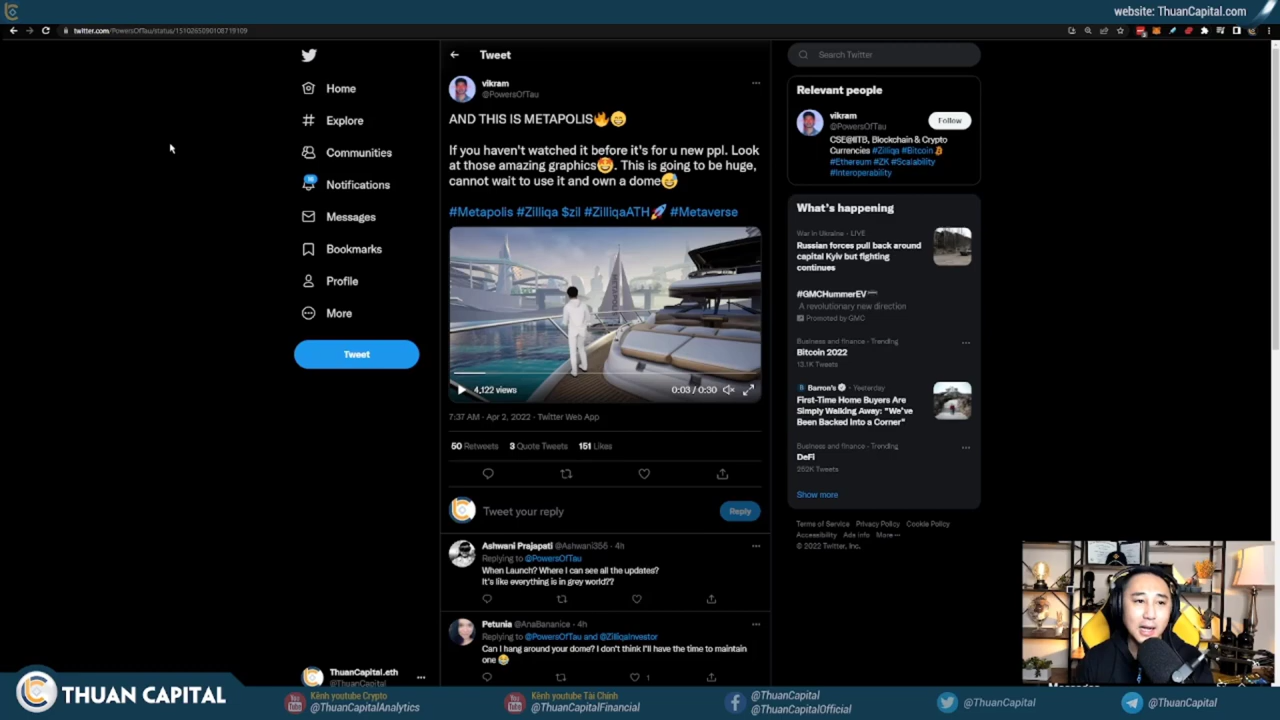 website: ThuanCapital.com
twitter.com/PowersOfTau/status/1510265090108719109
Home
Explore
Communities
Notifications
Messages
Bookmarks
Profile
More
Tweet
ThuanCapital.eth
@ThuanCapital
Tweet
vikram
@PowersOfTau
AND THIS IS METAPOLIS🔥😁
If you haven't watched it before it's for u new ppl. Look
at those amazing graphics🤩. This is going to be huge,
cannot wait to use it and own a dome😅
#Metapolis #Zilliqa $zil #ZilliqaATH🚀 #Metaverse
4,122 views
0:03 / 0:30
7:37 AM · Apr 2, 2022 · Twitter Web App
50 Retweets 3 Quote Tweets 151 Likes
Tweet your reply
Reply
Ashwani Prajapati @Ashwani356 · 4h
Replying to @PowersOfTau
When Launch? Where I can see all the updates?
It's like everything is in grey world??
Petunia @AnaBananice · 4h
Replying to @PowersOfTau and @ZilliqaInvestor
Can I hang around your dome? I don't think I'll have the time to maintain
one
1
Search Twitter
Relevant people
vikram
@PowersOfTau
Follow
CSE@IITB, Blockchain & Crypto
Currencies #Zilliqa #Bitcoin
#Ethereum #ZK #Scalability
#Interoperability
What's happening
War in Ukraine · LIVE
Russian forces pull back around
capital Kyiv but fighting
continues
#GMCHummerEV
A revolutionary new direction
Promoted by GMC
Business and finance · Trending
Bitcoin 2022
13.1K Tweets
Barron's · Yesterday
First-Time Home Buyers Are
Simply Walking Away: "We've
Been Backed Into a Corner"
Business and finance · Trending
DeFi
262K Tweets
Show more
Terms of Service Privacy Policy Cookie Policy
Accessibility Ads info More
© 2022 Twitter, Inc.
THUAN CAPITAL
Kênh youtube Crypto
@ThuanCapitalAnalytics
Kênh youtube Tài Chính
@ThuanCapitalFinancial
@ThuanCapital
@ThuanCapitalOfficial
@ThuanCapital
@ThuanCapital